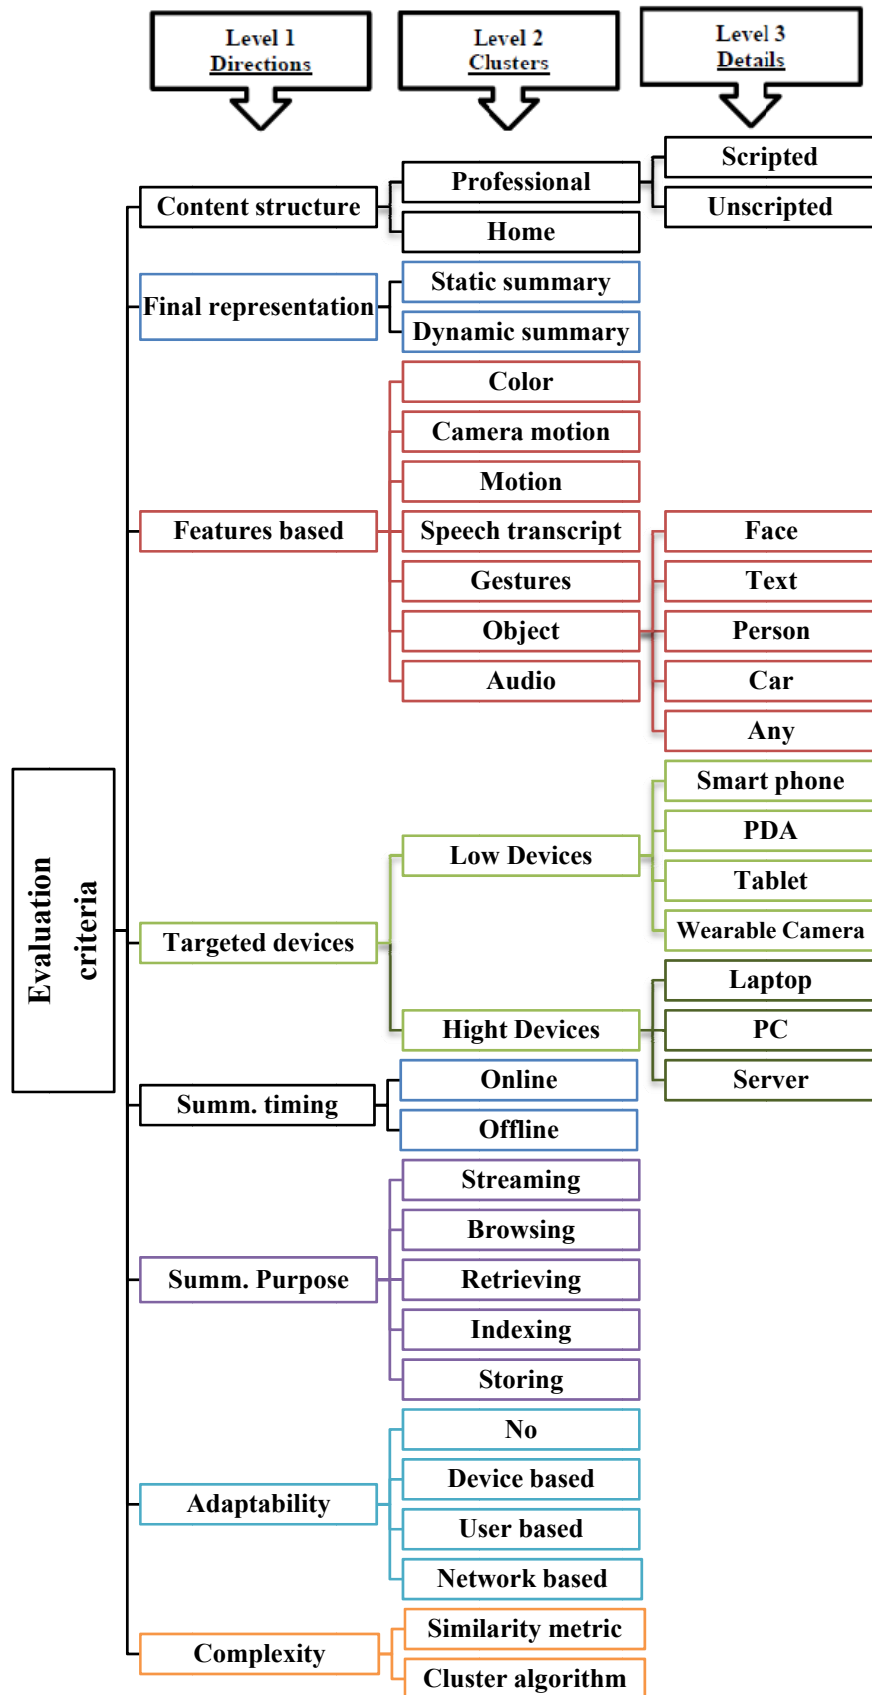 Level 1
Directions
Level 2
Clusters
Level 3
Details
Evaluation
criteria
Content structure
Professional
Scripted
Unscripted
Home
Final representation
Static summary
Dynamic summary
Features based
Color
Camera motion
Motion
Speech transcript
Gestures
Object
Face
Text
Person
Car
Any
Audio
Targeted devices
Low Devices
Smart phone
PDA
Tablet
Wearable Camera
Hight Devices
Laptop
PC
Server
Summ. timing
Online
Offline
Summ. Purpose
Streaming
Browsing
Retrieving
Indexing
Storing
Adaptability
No
Device based
User based
Network based
Complexity
Similarity metric
Cluster algorithm